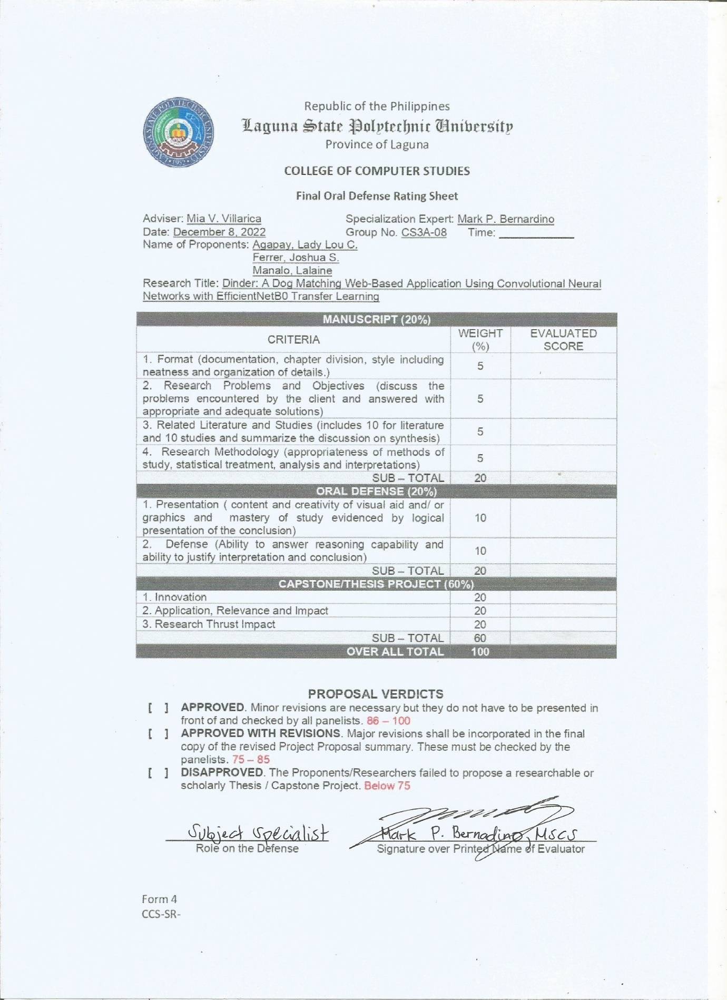 LAGUNA STATE POLYTECHNIC UNIVERSITY
1952
Republic of the Philippines
Laguna State Polytechnic University
Province of Laguna
COLLEGE OF COMPUTER STUDIES
Final Oral Defense Rating Sheet
Adviser: Mia V. Villarica Specialization Expert: Mark P. Bernardino
Date: December 8, 2022 Group No. CS3A-08 Time: ____________
Name of Proponents: Agapay, Lady Lou C.
Ferrer, Joshua S.
Manalo, Lalaine
Research Title: Dinder: A Dog Matching Web-Based Application Using Convolutional Neural
Networks with EfficientNetB0 Transfer Learning
MANUSCRIPT (20%)
CRITERIA WEIGHT (%) EVALUATED SCORE
1. Format (documentation, chapter division, style including
neatness and organization of details.) 5
2. Research Problems and Objectives (discuss the
problems encountered by the client and answered with 5
appropriate and adequate solutions)
3. Related Literature and Studies (includes 10 for literature
and 10 studies and summarize the discussion on synthesis) 5
4. Research Methodology (appropriateness of methods of
study, statistical treatment, analysis and interpretations) 5
SUB – TOTAL 20
ORAL DEFENSE (20%)
1. Presentation ( content and creativity of visual aid and/ or
graphics and mastery of study evidenced by logical 10
presentation of the conclusion)
2. Defense (Ability to answer reasoning capability and
ability to justify interpretation and conclusion) 10
SUB – TOTAL 20
CAPSTONE/THESIS PROJECT (60%)
1. Innovation 20
2. Application, Relevance and Impact 20
3. Research Thrust Impact 20
SUB – TOTAL 60
OVER ALL TOTAL 100
PROPOSAL VERDICTS
[ ] APPROVED. Minor revisions are necessary but they do not have to be presented in
front of and checked by all panelists. 86 – 100
[ ] APPROVED WITH REVISIONS. Major revisions shall be incorporated in the final
copy of the revised Project Proposal summary. These must be checked by the
panelists. 75 – 85
[ ] DISAPPROVED. The Proponents/Researchers failed to propose a researchable or
scholarly Thesis / Capstone Project. Below 75
Subject Specialist Mark P. Bernadino, MSCS
Role on the Defense Signature over Printed Name of Evaluator
Form 4
CCS-SR-